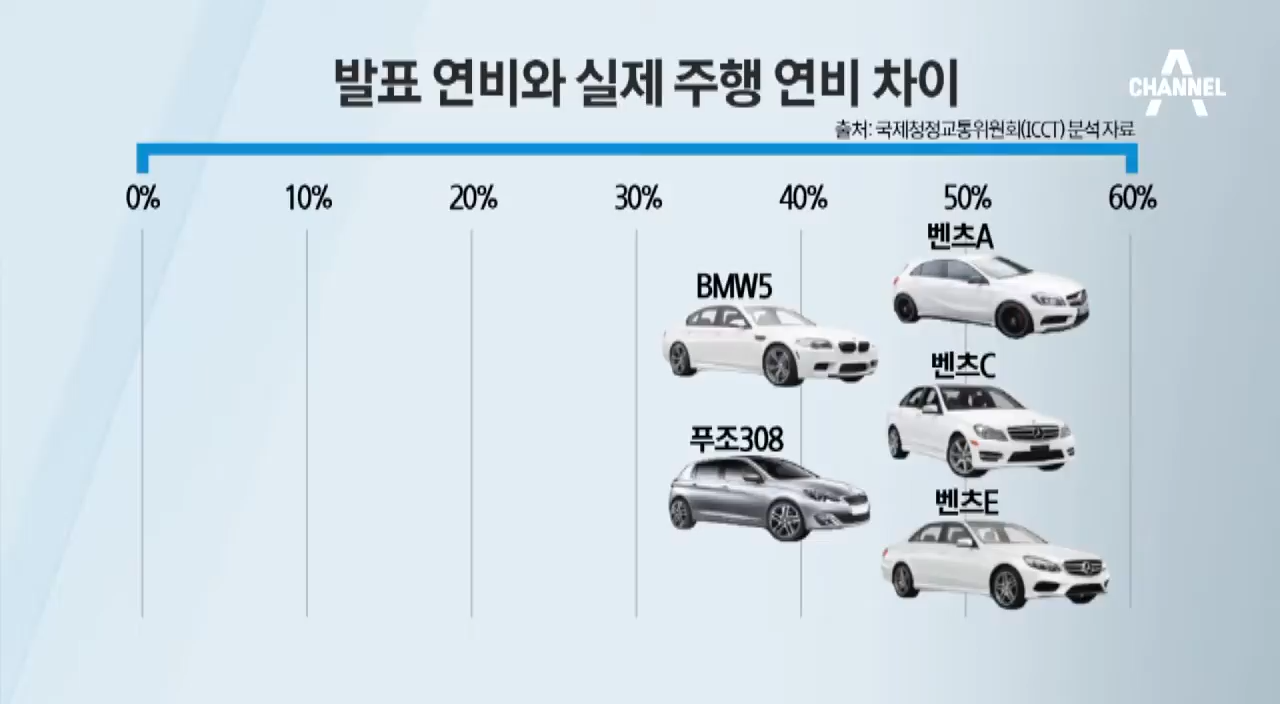 발표 연비와 실제 주행 연비 차이
CHANNEL A
출처: 국제청정교통위원회(ICCT) 분석 자료
0% 10% 20% 30% 40% 50% 60%
벤츠A
BMW5
벤츠C
푸조308
벤츠E